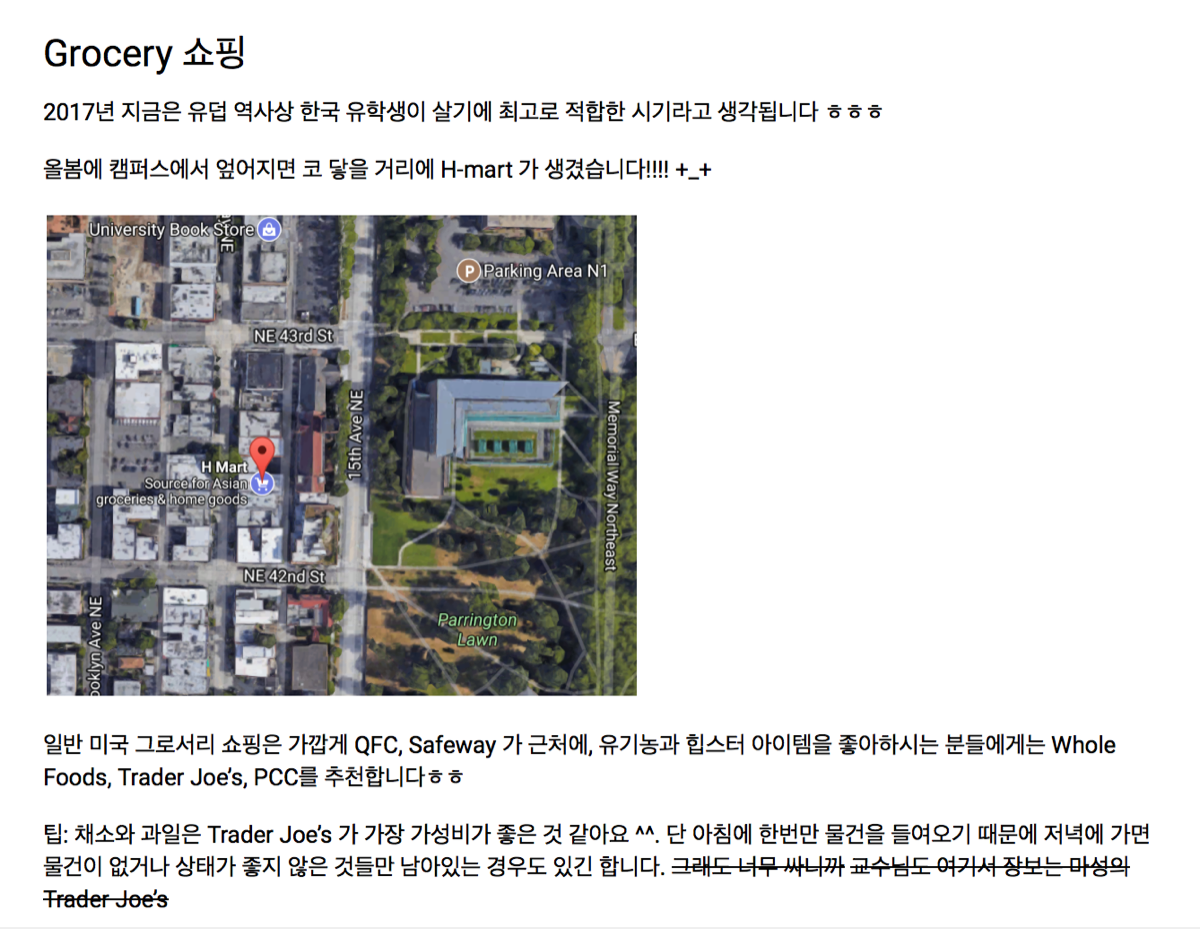 Grocery 쇼핑
2017년 지금은 유덥 역사상 한국 유학생이 살기에 최고로 적합한 시기라고 생각됩니다 ㅎㅎㅎ
올봄에 캠퍼스에서 엎어지면 코 닿을 거리에 H-mart 가 생겼습니다!!!! +_+
University Book Store
NE
P Parking Area N1
NE 43rd St
15th Ave NE
Memorial Way Northeast
H Mart
Source for Asian
groceries & home goods
NE 42nd St
ooklyn Ave NE
Parrington
Lawn
일반 미국 그로서리 쇼핑은 가깝게 QFC, Safeway 가 근처에, 유기농과 힙스터 아이템을 좋아하시는 분들에게는 Whole
Foods, Trader Joe's, PCC를 추천합니다ㅎㅎ
팁: 채소와 과일은 Trader Joe's 가 가장 가성비가 좋은 것 같아요 ^^. 단 아침에 한번만 물건을 들여오기 때문에 저녁에 가면
물건이 없거나 상태가 좋지 않은 것들만 남아있는 경우도 있긴 합니다. 그래도 너무 싸니까 교수님도 여기서 장보는 마성의
Trader Joe's